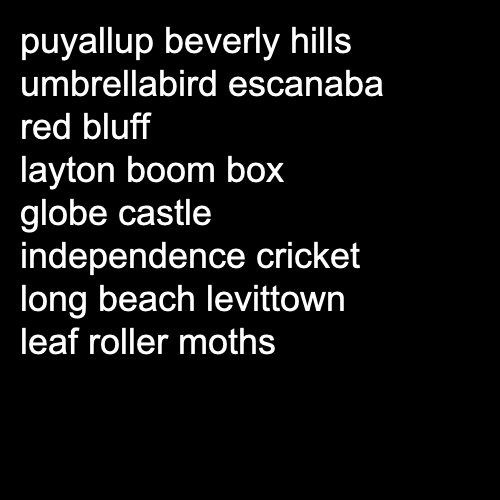 puyallup beverly hills
umbrellabird escanaba
red bluff
layton boom box
globe castle
independence cricket
long beach levittown
leaf roller moths